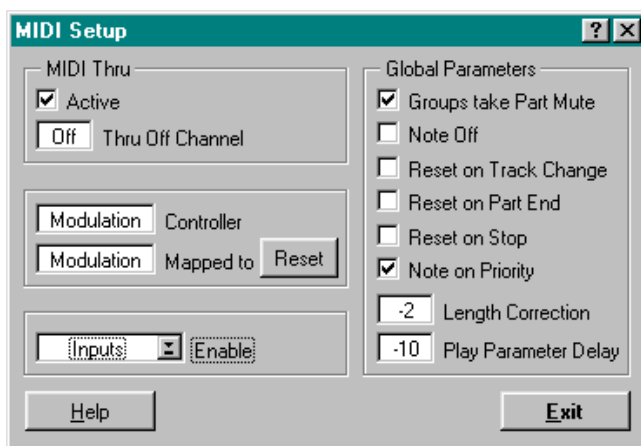 MIDI Setup
MIDI Thru
Active
Off Thru Off Channel
Modulation Controller
Modulation Mapped to Reset
Inputs Enable
Help
Global Parameters
Groups take Part Mute
Note Off
Reset on Track Change
Reset on Part End
Reset on Stop
Note on Priority
-2 Length Correction
-10 Play Parameter Delay
Exit